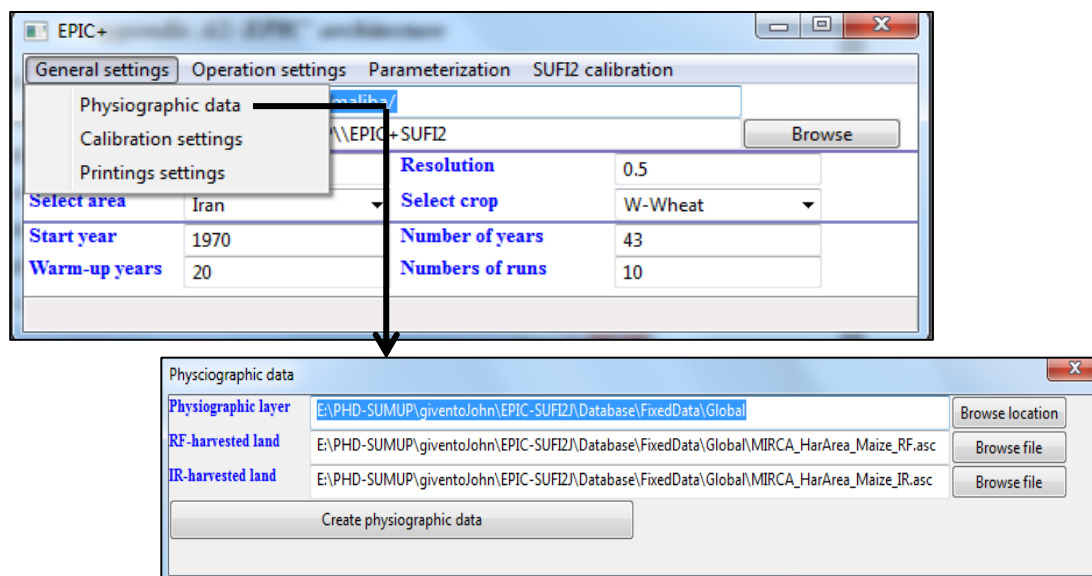 EPIC+
General settings Operation settings Parameterization SUFI2 calibration
Physiographic data
maliba/
Calibration settings
\\EPIC+SUFI2 Browse
Printings settings
Resolution 0.5
Select area Iran Select crop W-Wheat
Start year 1970 Number of years 43
Warm-up years 20 Numbers of runs 10
Physciographic data
Physiographic layer E:\PHD-SUMUP\giventoJohn\EPIC-SUFI2J\Database\FixedData\Global Browse location
RF-harvested land E:\PHD-SUMUP\giventoJohn\EPIC-SUFI2J\Database\FixedData\Global\MIRCA_HarArea_Maize_RF.asc Browse file
IR-harvested land E:\PHD-SUMUP\giventoJohn\EPIC-SUFI2J\Database\FixedData\Global\MIRCA_HarArea_Maize_IR.asc Browse file
Create physiographic data